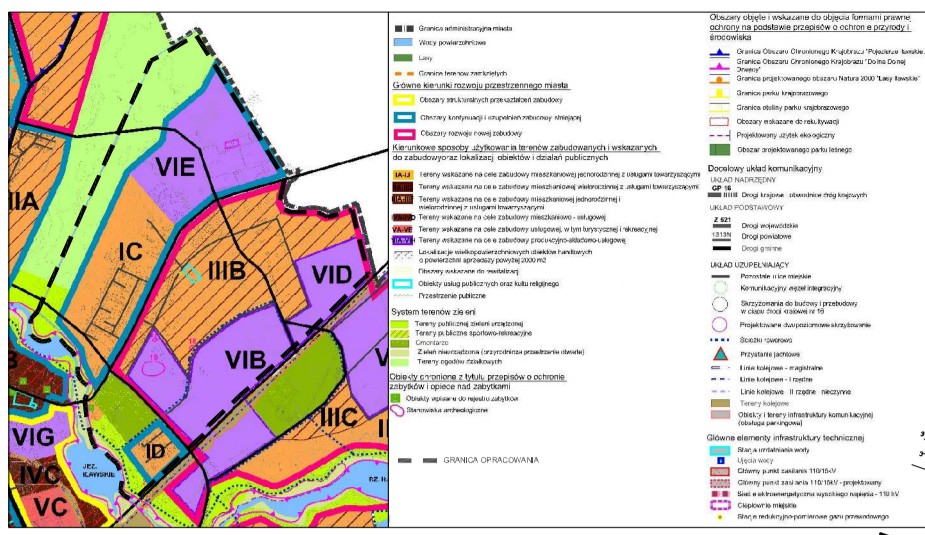 VIE
IIIA
IC
IIIB
VID
VIB
IIIC
ID
VIG
JEZ.
IŁAWSKIE
IVC
VC
18
19
Granica administracyjna miasta
Wody powierzchniowe
Lasy
Granice terenów zamkniętych
Główne kierunki rozwoju przestrzennego miasta
Obszary strukturalnych przekształceń zabudowy
Obszary kontynuacji i uzupełnień zabudowy istniejącej
Obszary rozwoju nowej zabudowy
Kierunkowe sposoby użytkowania terenów zabudowanych i wskazanych
do zabudowyoraz lokalizacji obiektów i działań publicznych
IA-IJ Tereny wskazane na cele zabudowy mieszkaniowej jednorodzinnej z usługami towarzyszącymi
Tereny wskazane na cele zabudowy mieszkaniowej wielorodzinnej z usługami towarzyszącymi
Tereny wskazane na cele zabudowy mieszkaniowej jednorodzinnej i
wielorodzinnej z usługami towarzyszącymi
Tereny wskazane na cele zabudowy mieszkaniowo - usługowej
VA-VE Tereny wskazane na cele zabudowy usługowej, w tym turystycznej i rekreacyjnej
Tereny wskazane na cele zabudowy produkcyjno-składowo-usługowej
Lokalizacje wielkopowierzchniowych obiektów handlowych
o powierzchni sprzedaży powyżej 2000 m2
Obszary wskazane do rewitalizacji
Obiekty usług publicznych oraz kultu religijnego
Przestrzenie publiczne
System terenów zieleni
Tereny publicznej zieleni urządzonej
Tereny publiczne sportowo-rekreacyjne
Cmentarze
Zieleń nieurządzona (przyrodnicze przestrzenie otwarte)
Tereny ogrodów działkowych
Obiekty chronione z tytułu przepisów o ochronie
zabytków i opiece nad zabytkami
Obiekty wpisane do rejestru zabytków
Stanowiska archeologiczne
GRANICA OPRACOWANIA
Obszary objęte i wskazane do objęcia formami prawnej
ochrony na podstawie przepisów o ochronie przyrody i
środowiska
Granica Obszaru Chronionego Krajobrazu "Pojezierze Iławskie"
Granica Obszaru Chronionego Krajobrazu "Dolina Dolnej
Drwęcy"
Granica projektowanego obszaru Natura 2000 "Lasy Iławskie"
Granica parku krajobrazowego
Granica otuliny parku krajobrazowego
Obszary wskazane do rekultywacji
Projektowany użytek ekologiczny
Obszar projektowanego parku leśnego
Docelowy układ komunikacyjny
UKŁAD NADRZĘDNY
GP 16
Drogi krajowe obwodnice dróg krajowych
UKŁAD PODSTAWOWY
Z 521
Drogi wojewódzkie
1313N
Drogi powiatowe
Drogi gminne
UKŁAD UZUPEŁNIAJĄCY
Pozostałe ulice miejskie
Komunikacyjny węzeł integracyjny
Skrzyżowania do budowy i przebudowy
w ciągu drogi krajowej nr 16
Projektowane dwupoziomowe skrzyżowanie
Ścieżki rowerowe
Przystanie jachtowe
Linie kolejowe - magistralne
Linie kolejowe - I rzędne
Linie kolejowe II rzędne nieczynne
Tereny kolejowe
Obiekty i tereny infrastruktury komunikacyjnej
(obsługa parkingowa)
Główne elementy infrastruktury technicznej
Stacja uzdatniania wody
Ujęcia wody
Główny punkt zasilania 110/15kV
Główny punkt zasilania 110/15kV - projektowany
Sieć elektroenergetyczna wysokiego napięcia - 110 kV
Ciepłownie miejskie
Stacje redukcyjno-pomiarowe gazu przewodowego